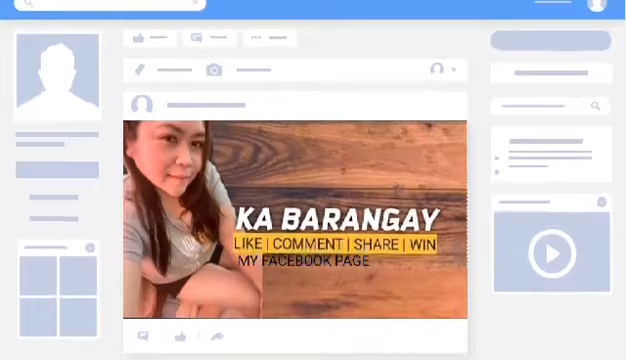 KA BARANGAY
LIKE | COMMENT | SHARE | WIN
MY FACEBOOK PAGE